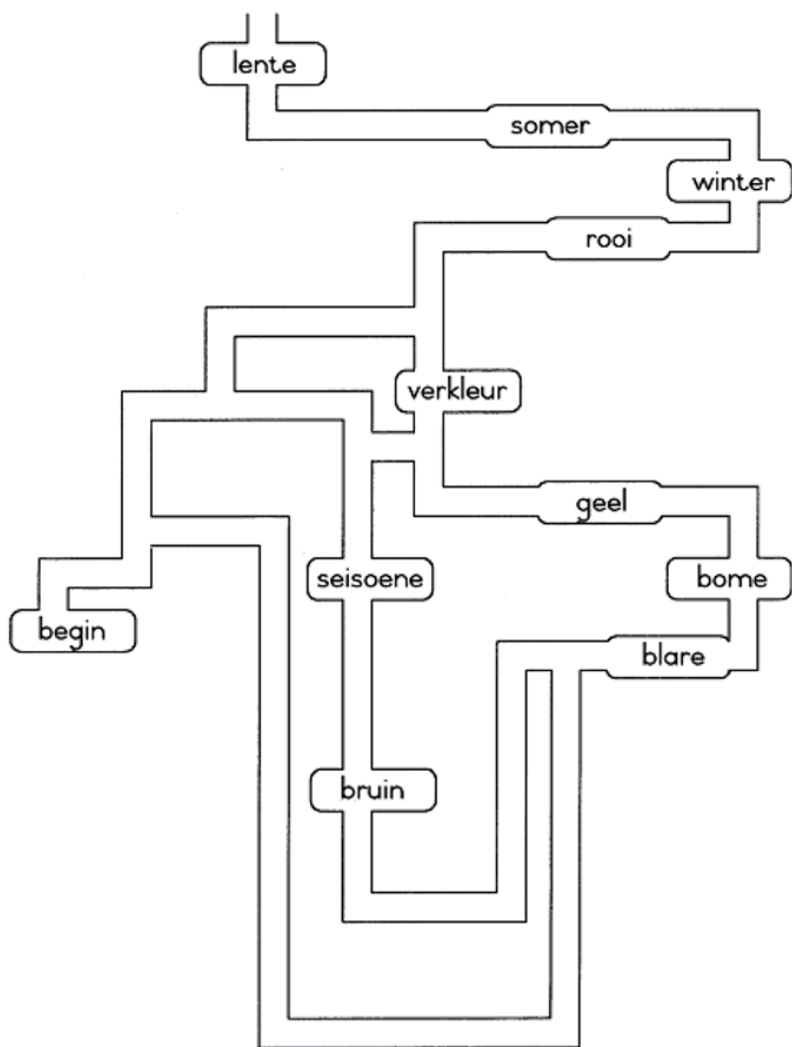 lente
somer
winter
rooi
verkleur
geel
seisoene
bome
begin
blare
bruin